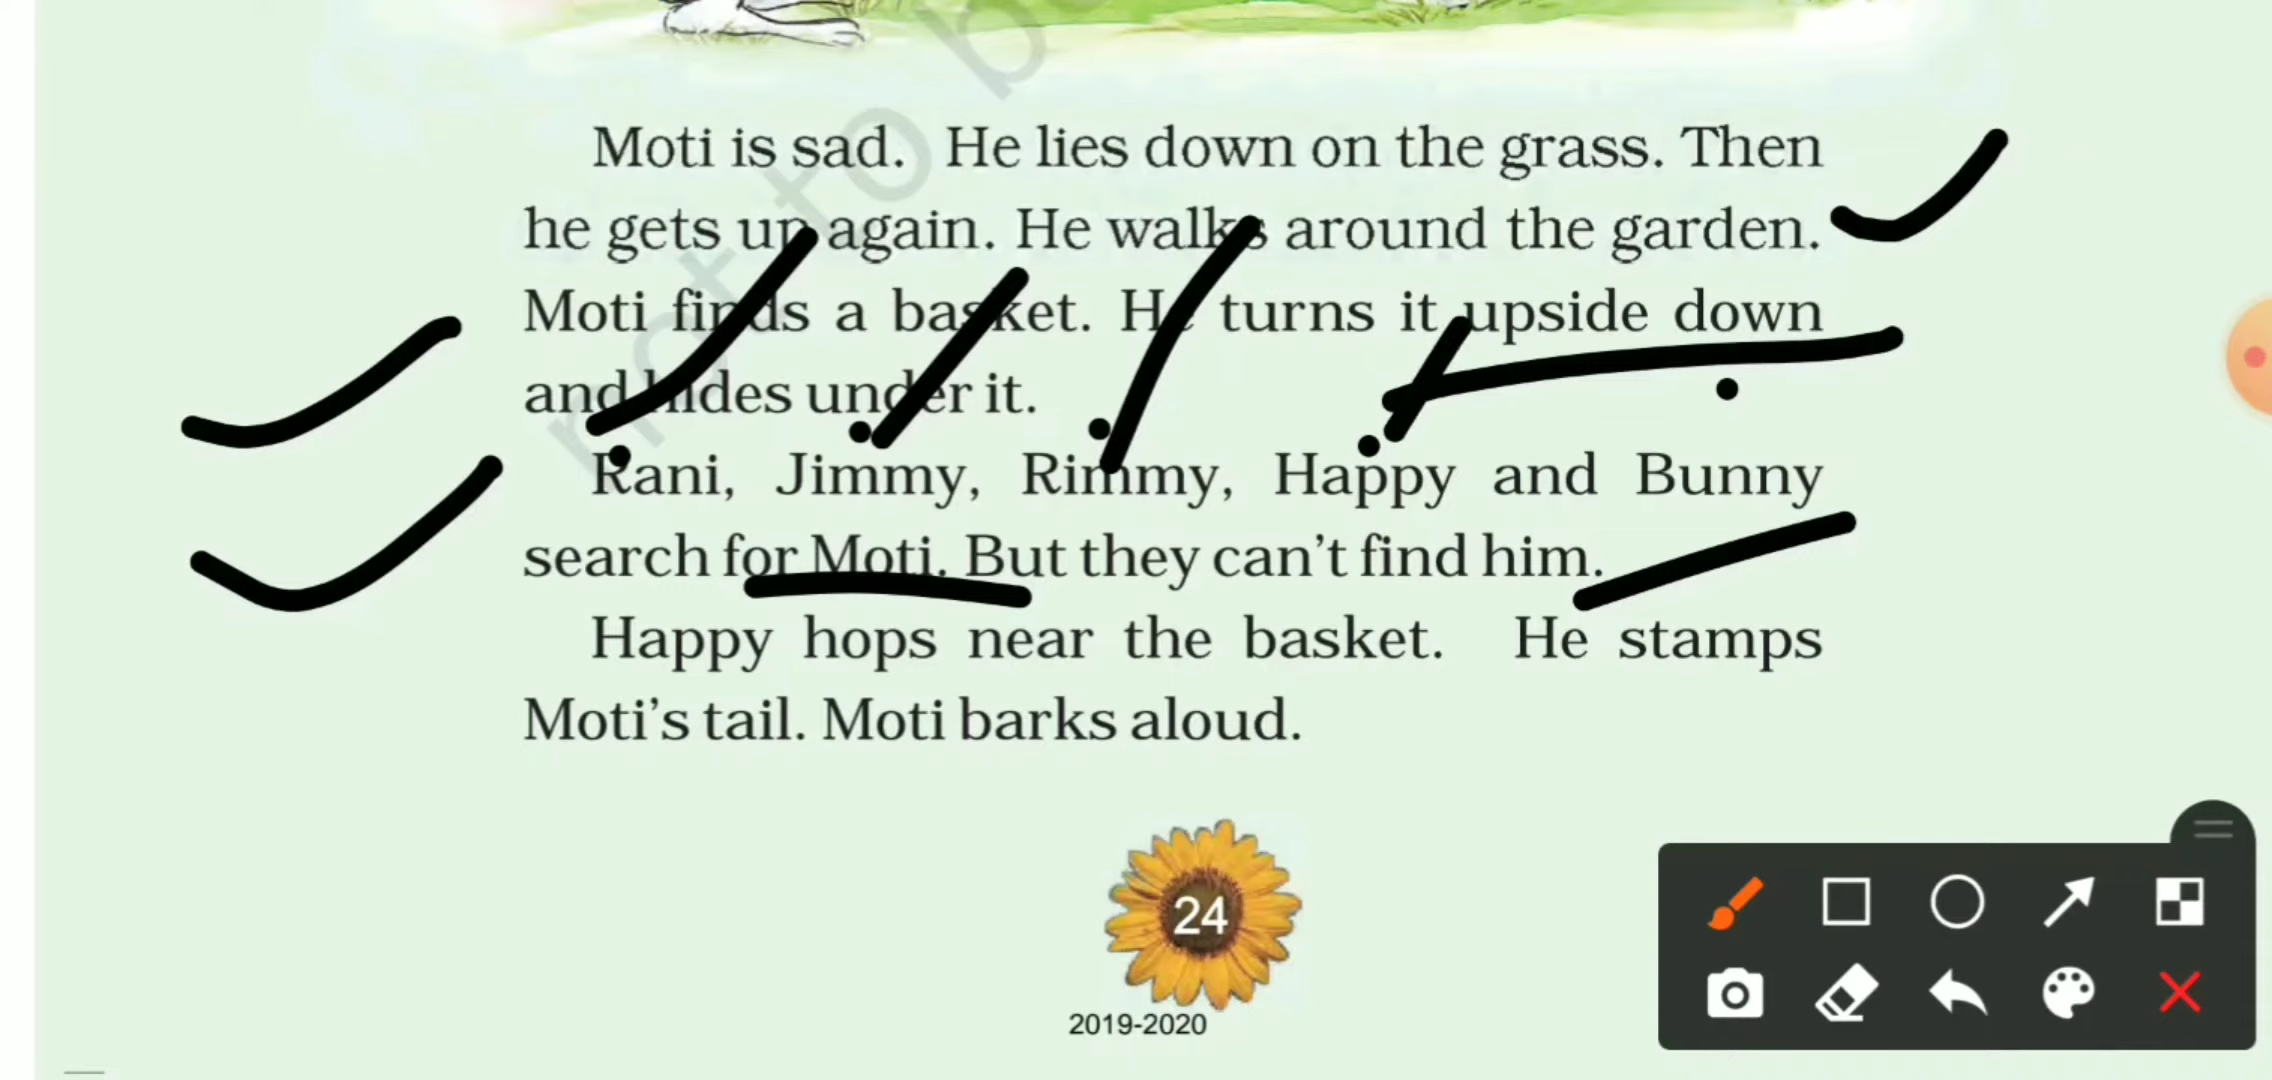 Moti is sad. He lies down on the grass. Then
he gets up again. He walks around the garden.
Moti finds a basket. He turns it upside down
and hides under it.
Rani, Jimmy, Rimmy, Happy and Bunny
search for Moti. But they can't find him.
Happy hops near the basket. He stamps
Moti's tail. Moti barks aloud.
24
2019-2020
not to b